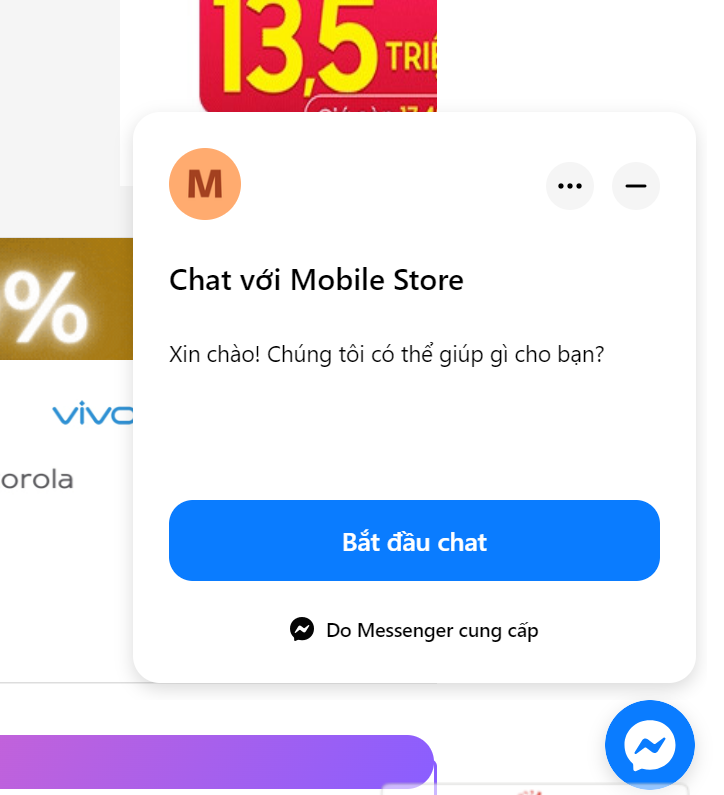 13,5
M
Chat với Mobile Store
Xin chào! Chúng tôi có thể giúp gì cho bạn?
%
vivo
orola
Bắt đầu chat
Do Messenger cung cấp